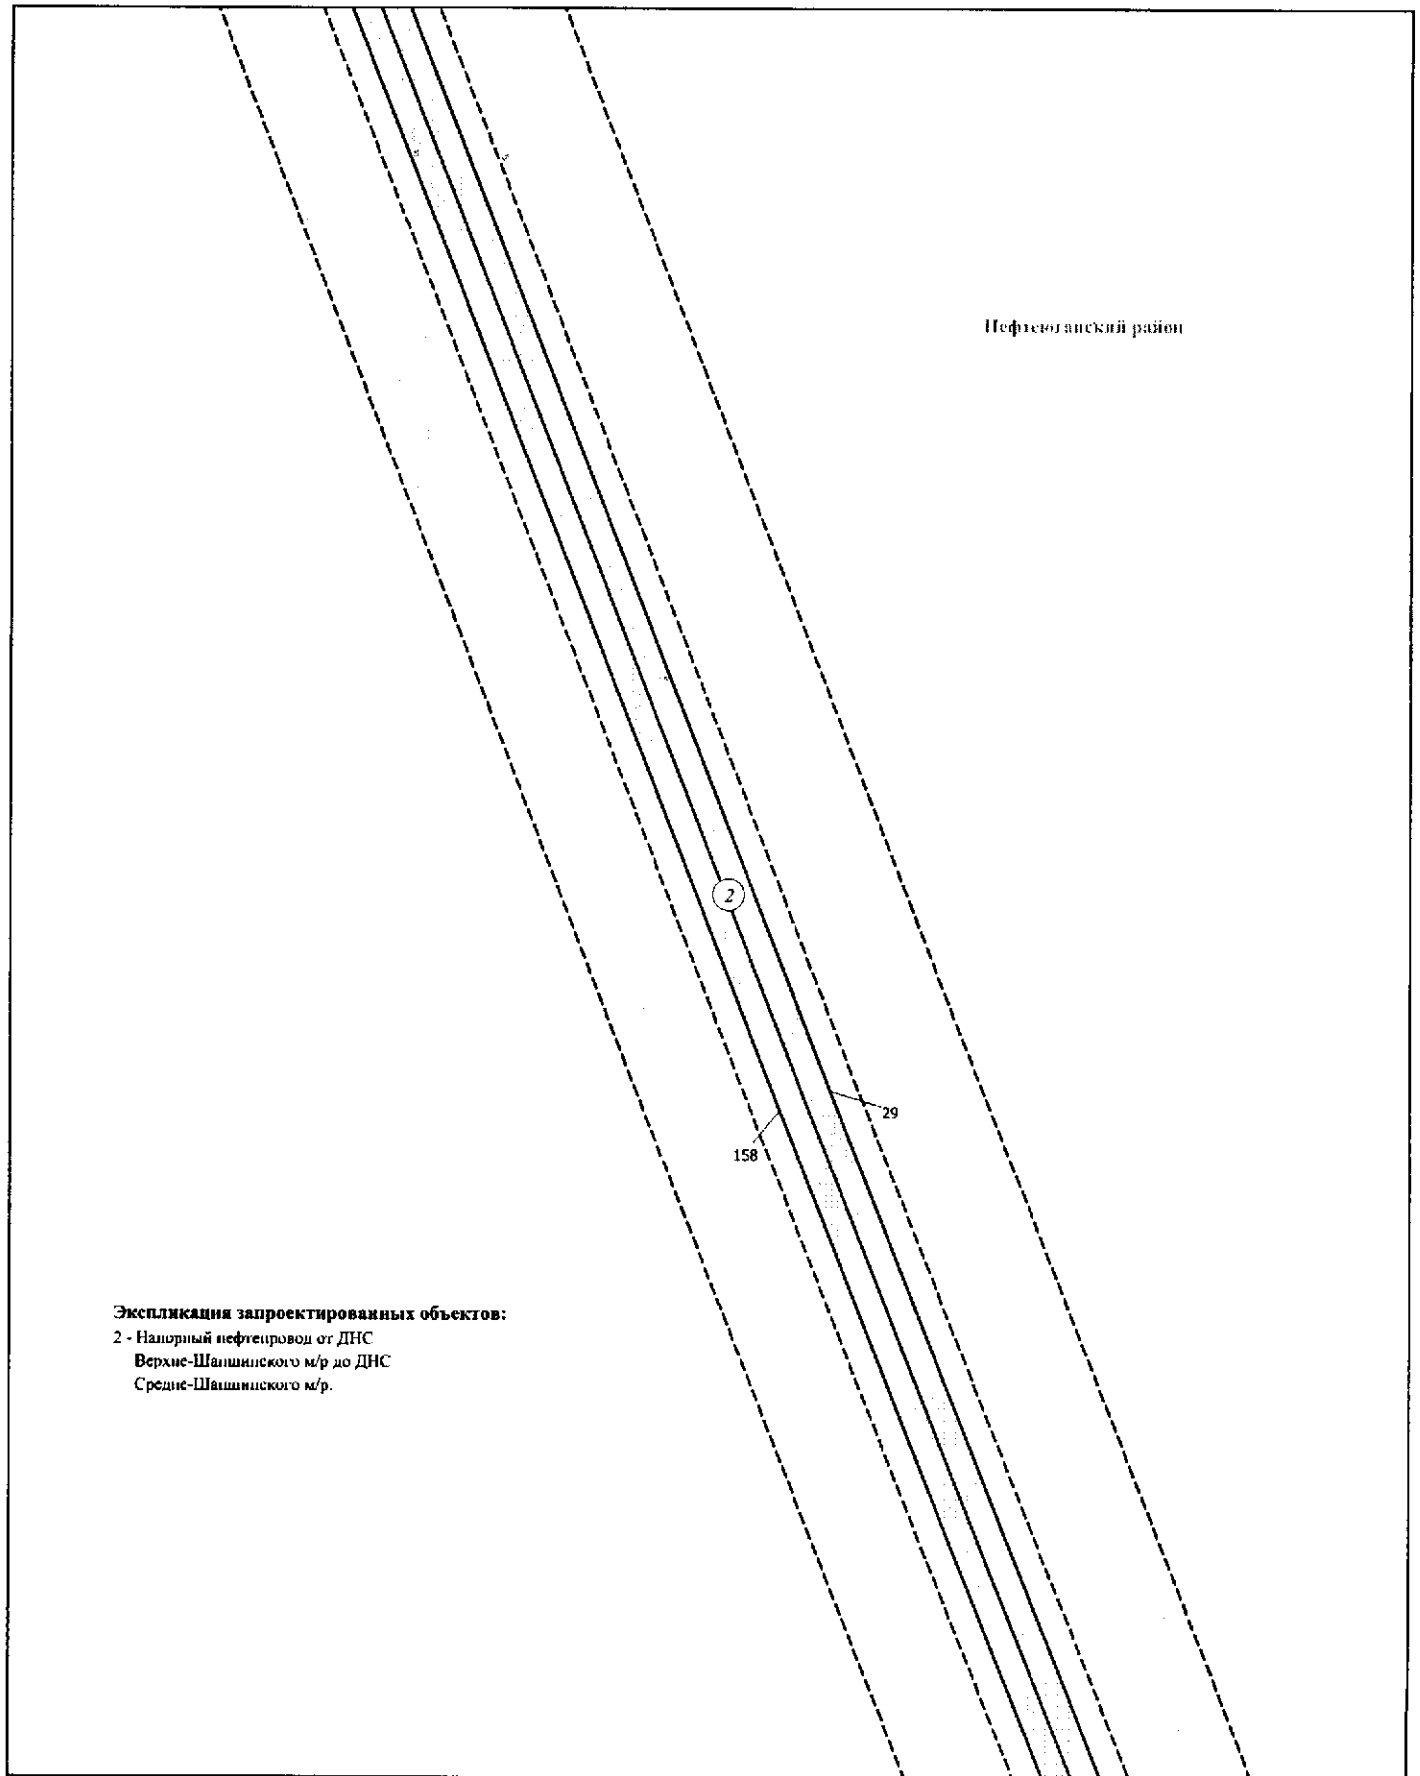 Нефтеюганский район
2
29
158
Экспликация запроектированных объектов:
2 - Напорный нефтепровод от ДНС
Верхне-Шапшинского м/р до ДНС
Средне-Шапшинского м/р.